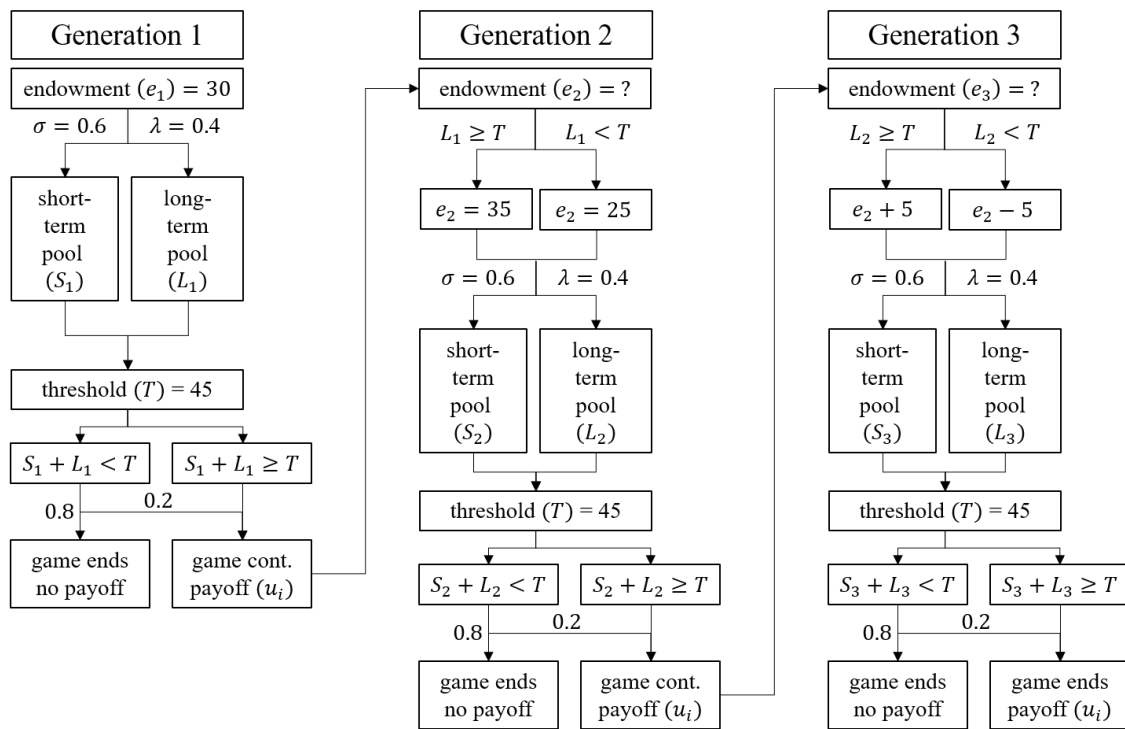 Generation 1
endowment (e₁) = 30
σ = 0.6
λ = 0.4
short-
term
pool
(S₁)
long-
term
pool
(L₁)
threshold (T) = 45
S₁ + L₁ < T
S₁ + L₁ ≥ T
0.8
0.2
game ends
no payoff
game cont.
payoff (uᵢ)
Generation 2
endowment (e₂) = ?
L₁ ≥ T
L₁ < T
e₂ = 35
e₂ = 25
σ = 0.6
λ = 0.4
short-
term
pool
(S₂)
long-
term
pool
(L₂)
threshold (T) = 45
S₂ + L₂ < T
S₂ + L₂ ≥ T
0.8
0.2
game ends
no payoff
game cont.
payoff (uᵢ)
Generation 3
endowment (e₃) = ?
L₂ ≥ T
L₂ < T
e₂ + 5
e₂ − 5
σ = 0.6
λ = 0.4
short-
term
pool
(S₃)
long-
term
pool
(L₃)
threshold (T) = 45
S₃ + L₃ < T
S₃ + L₃ ≥ T
0.8
0.2
game ends
no payoff
game ends
payoff (uᵢ)